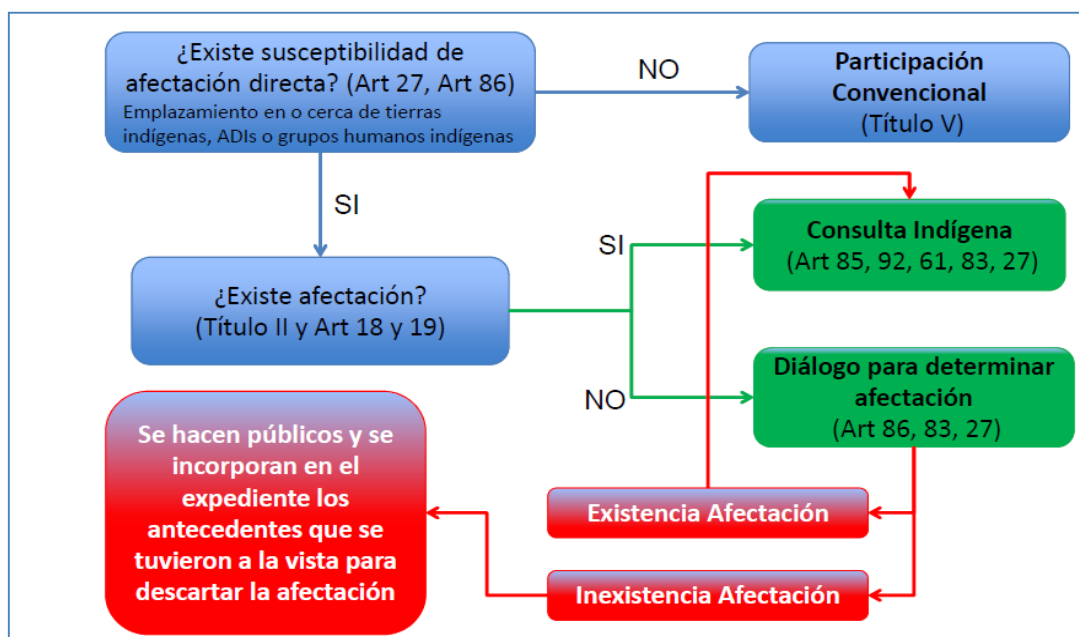 ¿Existe susceptibilidad de
afectación directa? (Art 27, Art 86)
Emplazamiento en o cerca de tierras
indígenas, ADIs o grupos humanos indígenas
NO
Participación
Convencional
(Título V)
SI
¿Existe afectación?
(Título II y Art 18 y 19)
SI
Consulta Indígena
(Art 85, 92, 61, 83, 27)
NO
Diálogo para determinar
afectación
(Art 86, 83, 27)
Existencia Afectación
Inexistencia Afectación
Se hacen públicos y se
incorporan en el
expediente los
antecedentes que se
tuvieron a la vista para
descartar la afectación